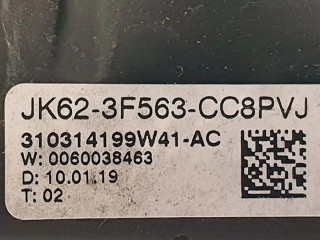 JK62-3F563-CC8PVJ
310314199W41-AC
W: 0060038463
D: 10.01.19
T: 02